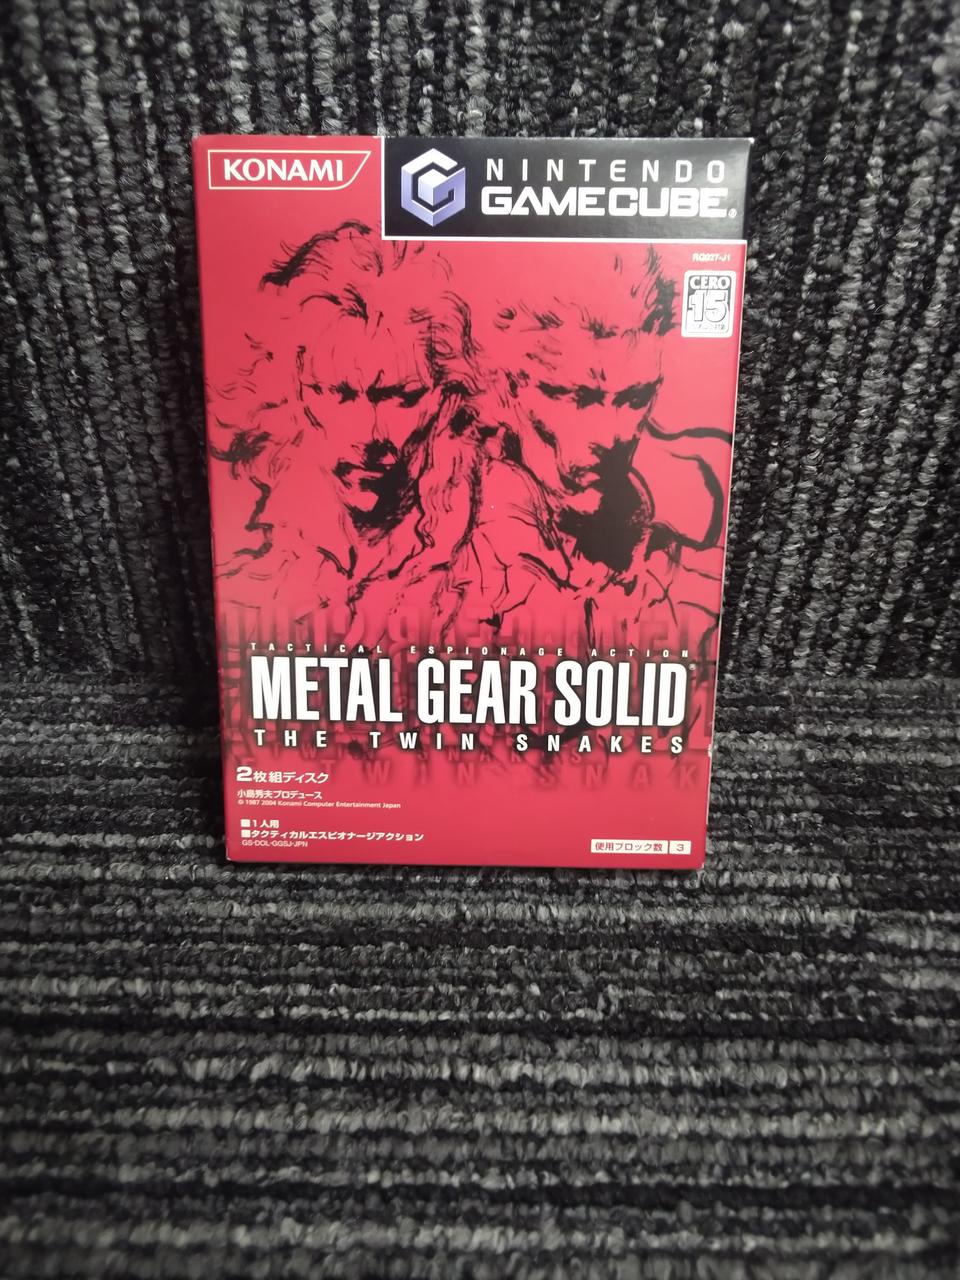 KONAMI
NINTENDO
GAMECUBE®
RG927-J1
CERO
15
TACTICAL ESPIONAGE ACTION
METAL GEAR SOLID®
THE TWIN SNAKES
2枚組ディスク
小島秀夫プロデュース
© 1987 2004 Konami Computer Entertainment Japan
■1人用
■タクティカルエスピオナージアクション
GS-DOL-GGSJ-JPN
使用ブロック数 3